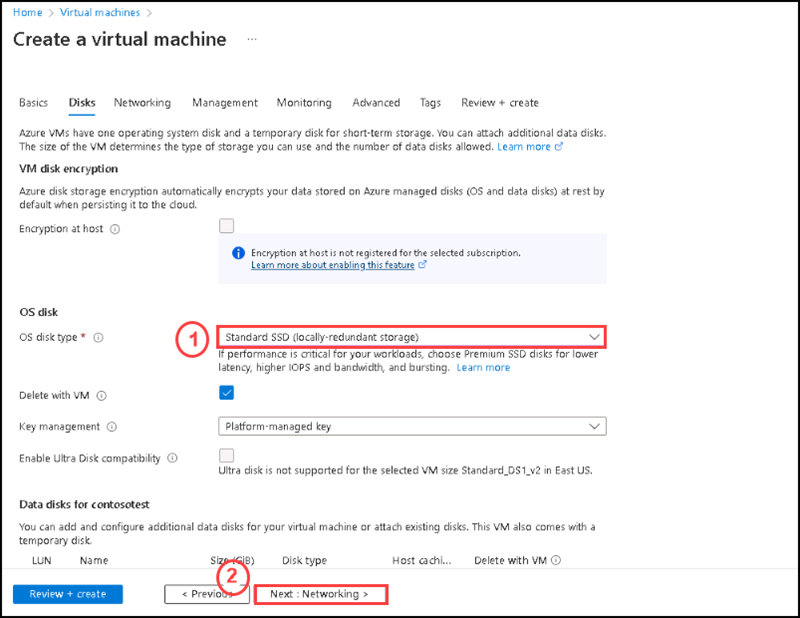 Home > Virtual machines >
Create a virtual machine ...
Basics Disks Networking Management Monitoring Advanced Tags Review + create
Azure VMs have one operating system disk and a temporary disk for short-term storage. You can attach additional data disks.
The size of the VM determines the type of storage you can use and the number of data disks allowed. Learn more
VM disk encryption
Azure disk storage encryption automatically encrypts your data stored on Azure managed disks (OS and data disks) at rest by
default when persisting it to the cloud.
Encryption at host
Encryption at host is not registered for the selected subscription.
Learn more about enabling this feature
OS disk
OS disk type *
1
Standard SSD (locally-redundant storage)
If performance is critical for your workloads, choose Premium SSD disks for lower
latency, higher IOPS and bandwidth, and bursting. Learn more
Delete with VM
Key management
Platform-managed key
Enable Ultra Disk compatibility
Ultra disk is not supported for the selected VM size Standard_DS1_v2 in East US.
Data disks for contosotest
You can add and configure additional data disks for your virtual machine or attach existing disks. This VM also comes with a
temporary disk.
LUN Name Size (GiB) Disk type Host cachi... Delete with VM
2
Review + create < Previous Next : Networking >